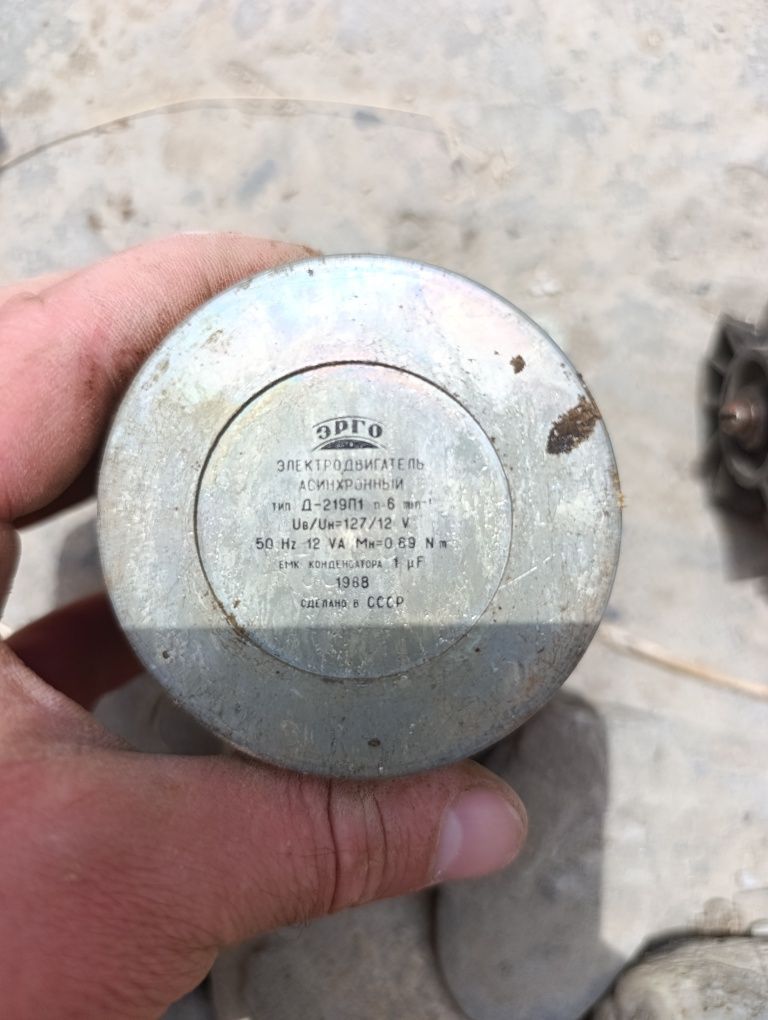 ЭРГО
ЭЛЕКТРОДВИГАТЕЛЬ
АСИНХРОННЫЙ
тип Д-219П1 n-6 min⁻¹
Uв/Uн=127/12 V
50 Hz 12 VA Mн=0.69 N m
ЕМК КОНДЕНСАТОРА 1 µF
1988
СДЕЛАНО В СССР